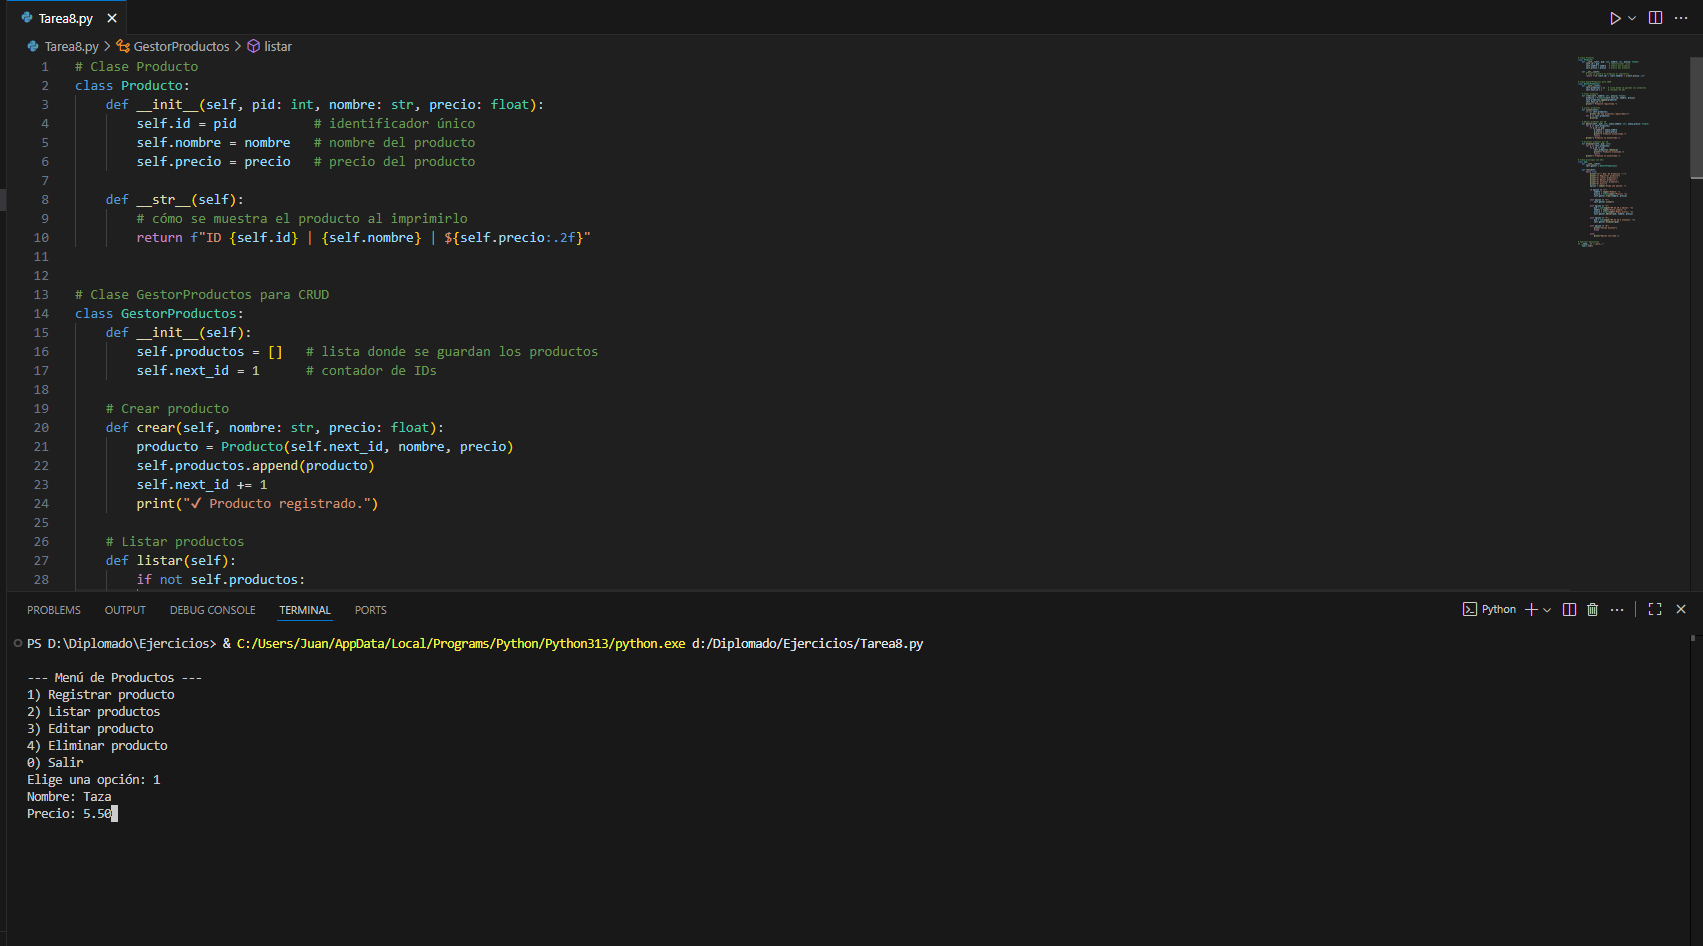 Tarea8.py
Tarea8.py > GestorProductos > listar
1 # Clase Producto
2 class Producto:
3 def __init__(self, pid: int, nombre: str, precio: float):
4 self.id = pid # identificador único
5 self.nombre = nombre # nombre del producto
6 self.precio = precio # precio del producto
7
8 def __str__(self):
9 # cómo se muestra el producto al imprimirlo
10 return f"ID {self.id} | {self.nombre} | ${self.precio:.2f}"
11
12
13 # Clase GestorProductos para CRUD
14 class GestorProductos:
15 def __init__(self):
16 self.productos = [] # lista donde se guardan los productos
17 self.next_id = 1 # contador de IDs
18
19 # Crear producto
20 def crear(self, nombre: str, precio: float):
21 producto = Producto(self.next_id, nombre, precio)
22 self.productos.append(producto)
23 self.next_id += 1
24 print("✓ Producto registrado.")
25
26 # Listar productos
27 def listar(self):
28 if not self.productos:
PROBLEMS OUTPUT DEBUG CONSOLE TERMINAL PORTS Python
PS D:\Diplomado\Ejercicios> & C:/Users/Juan/AppData/Local/Programs/Python/Python313/python.exe d:/Diplomado/Ejercicios/Tarea8.py
--- Menú de Productos ---
1) Registrar producto
2) Listar productos
3) Editar producto
4) Eliminar producto
0) Salir
Elige una opción: 1
Nombre: Taza
Precio: 5.50